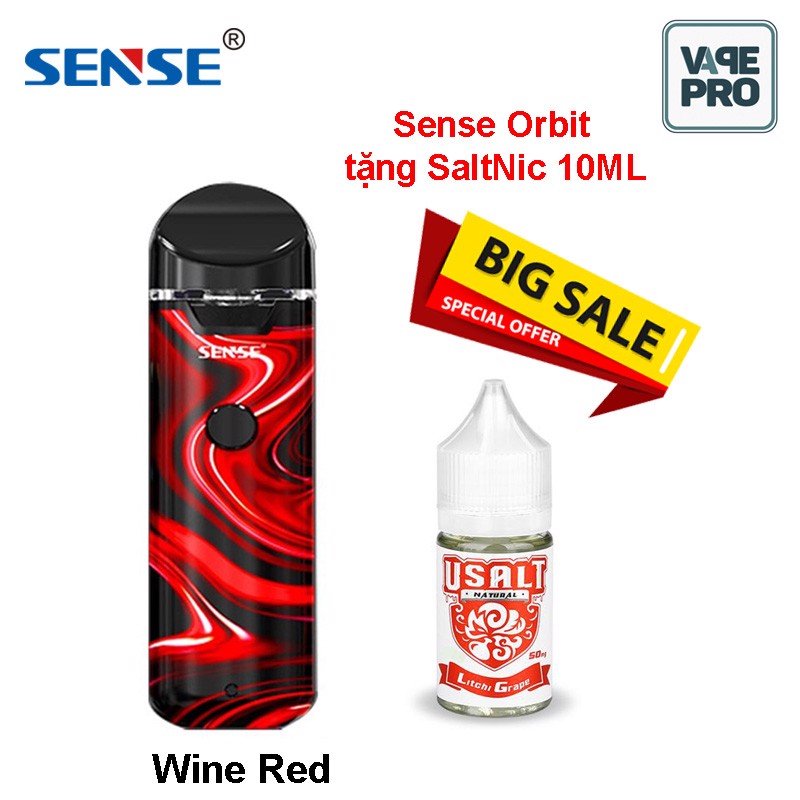 SENSE®
VAPE
PRO
Sense Orbit
tặng SaltNic 10ML
BIG SALE
SPECIAL OFFER
SENSE®
USALT
NATURAL
50mg
Litchi Grape
Wine Red